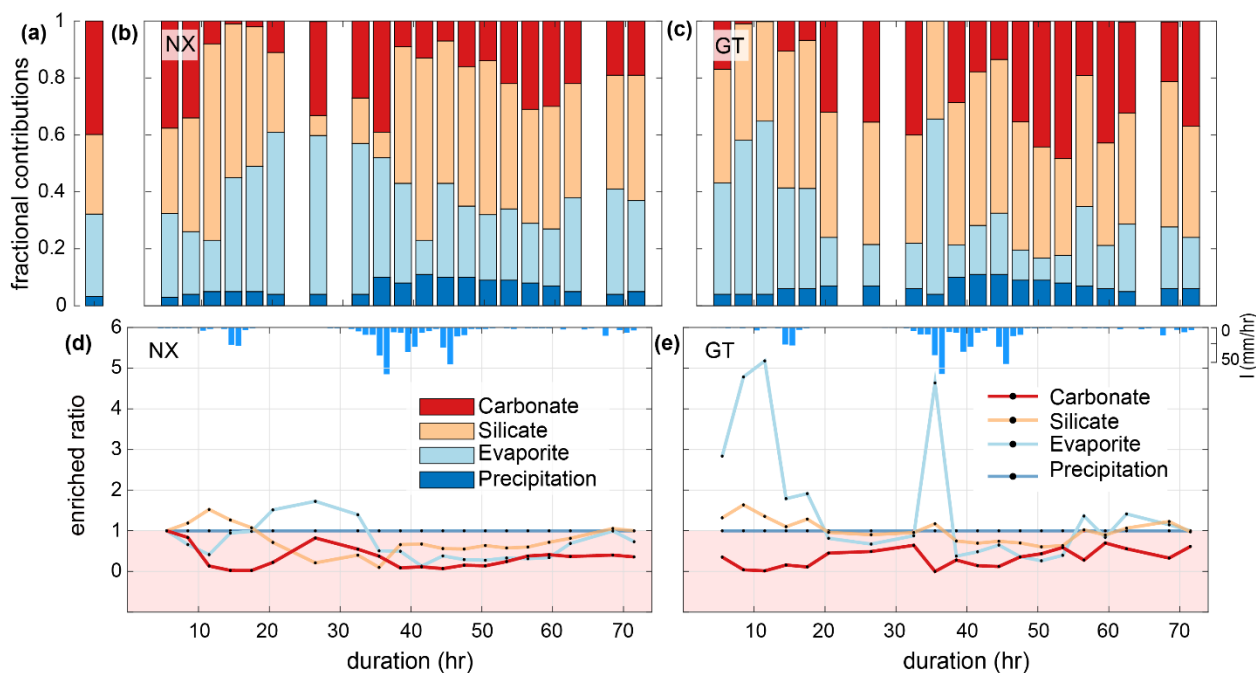 (a)
(b)
NX
(c)
GT
fractional contributions
1
0.8
0.6
0.4
0.2
0
(d)
NX
(e)
GT
enriched ratio
6
5
4
3
2
1
0
Carbonate
Silicate
Evaporite
Precipitation
Carbonate
Silicate
Evaporite
Precipitation
0
50
I (mm/hr)
10 20 30 40 50 60 70
10 20 30 40 50 60 70
duration (hr)
duration (hr)